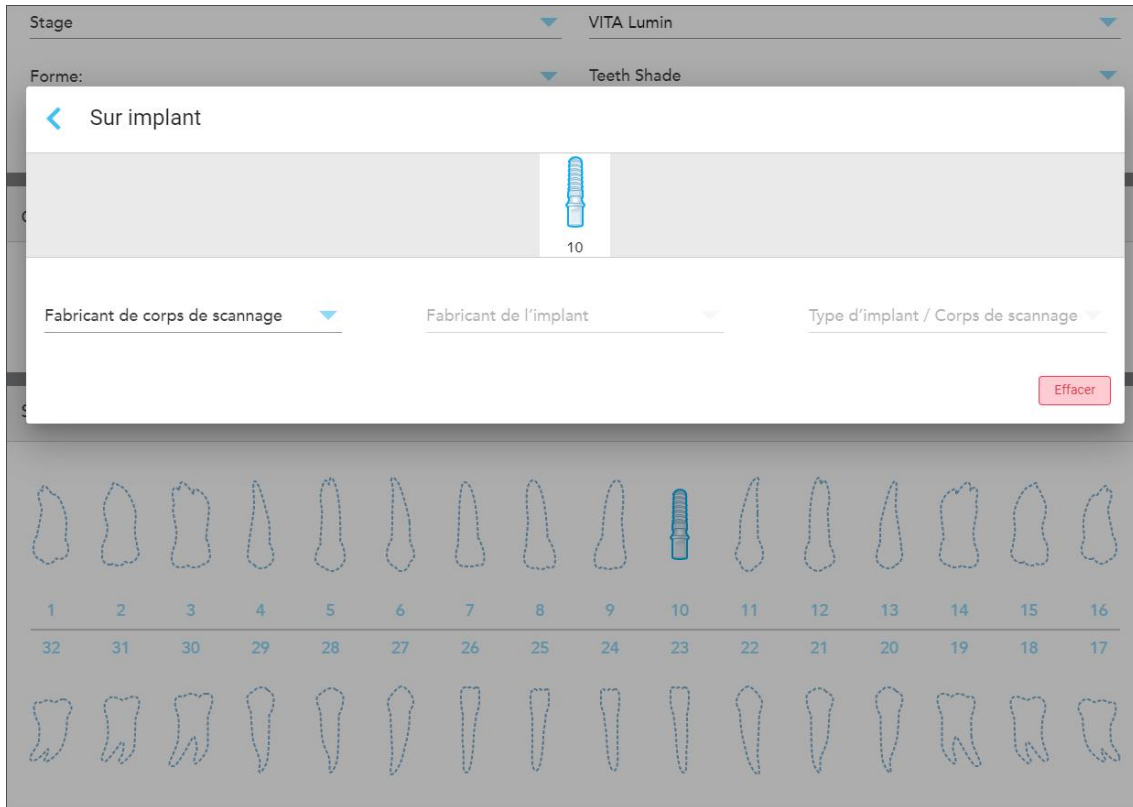 Stage VITA Lumin
Forme: Teeth Shade
Sur implant
10
Fabricant de corps de scannage Fabricant de l'implant Type d'implant / Corps de scannage
Effacer
1 2 3 4 5 6 7 8 9 10 11 12 13 14 15 16
32 31 30 29 28 27 26 25 24 23 22 21 20 19 18 17